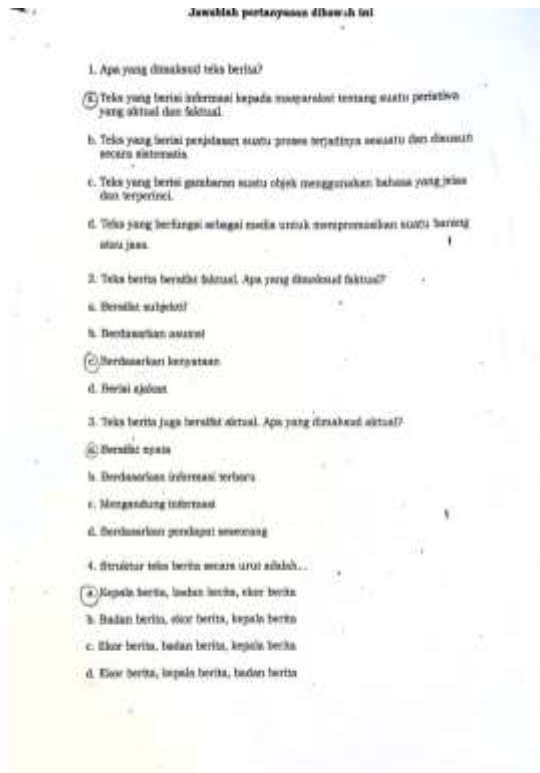 Jawablah pertanyaan dibawah ini
1. Apa yang dimaksud teks berita?
a. Teks yang berisi informasi kepada masyarakat tentang suatu peristiwa
yang aktual dan faktual.
b. Teks yang berisi penjelasan suatu proses terjadinya sesuatu dan disusun
secara sistematis.
c. Teks yang berisi gambaran suatu objek menggunakan bahasa yang jelas
dan terperinci.
d. Teks yang berfungsi sebagai media untuk mempromosikan suatu barang
atau jasa.
2. Teks berita bersifat faktual. Apa yang dimaksud faktual?
a. Bersifat subjektif
b. Berdasarkan asumsi
c. Berdasarkan kenyataan
d. Berisi ajakan
3. Teks berita juga bersifat aktual. Apa yang dimaksud aktual?
a. Bersifat nyata
b. Berdasarkan informasi terbaru
c. Mengandung informasi
d. Berdasarkan pendapat seseorang
4. Struktur teks berita secara urut adalah...
a. Kepala berita, badan berita, ekor berita
b. Badan berita, ekor berita, kepala berita
c. Ekor berita, badan berita, kepala berita
d. Ekor berita, kepala berita, badan berita